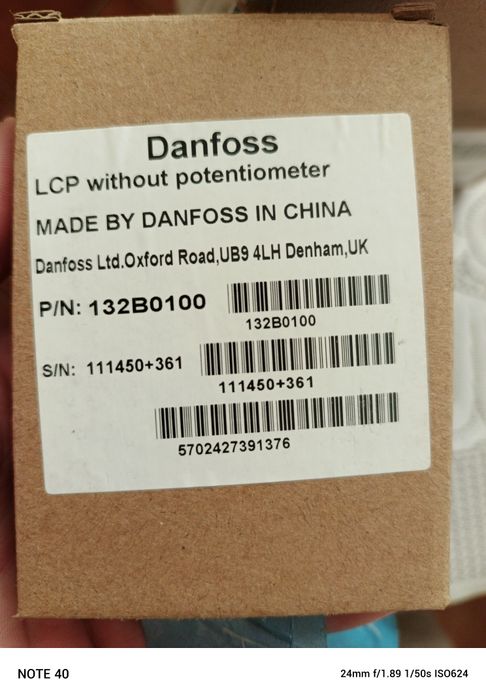 Danfoss
LCP without potentiometer
MADE BY DANFOSS IN CHINA
Danfoss Ltd.Oxford Road,UB9 4LH Denham,UK
P/N: 132B0100
132B0100
S/N: 111450+361
111450+361
5702427391376
NOTE 40
24mm f/1.89 1/50s ISO624